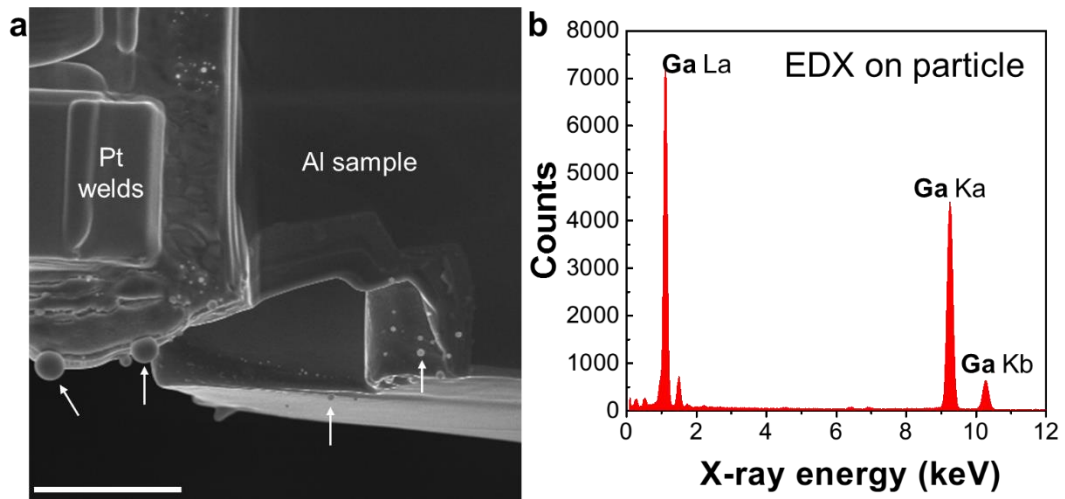 a
Pt
welds
Al sample
b
EDX on particle
Ga La
Ga Ka
Ga Kb
Counts
8000
7000
6000
5000
4000
3000
2000
1000
0
0 2 4 6 8 10 12
X-ray energy (keV)